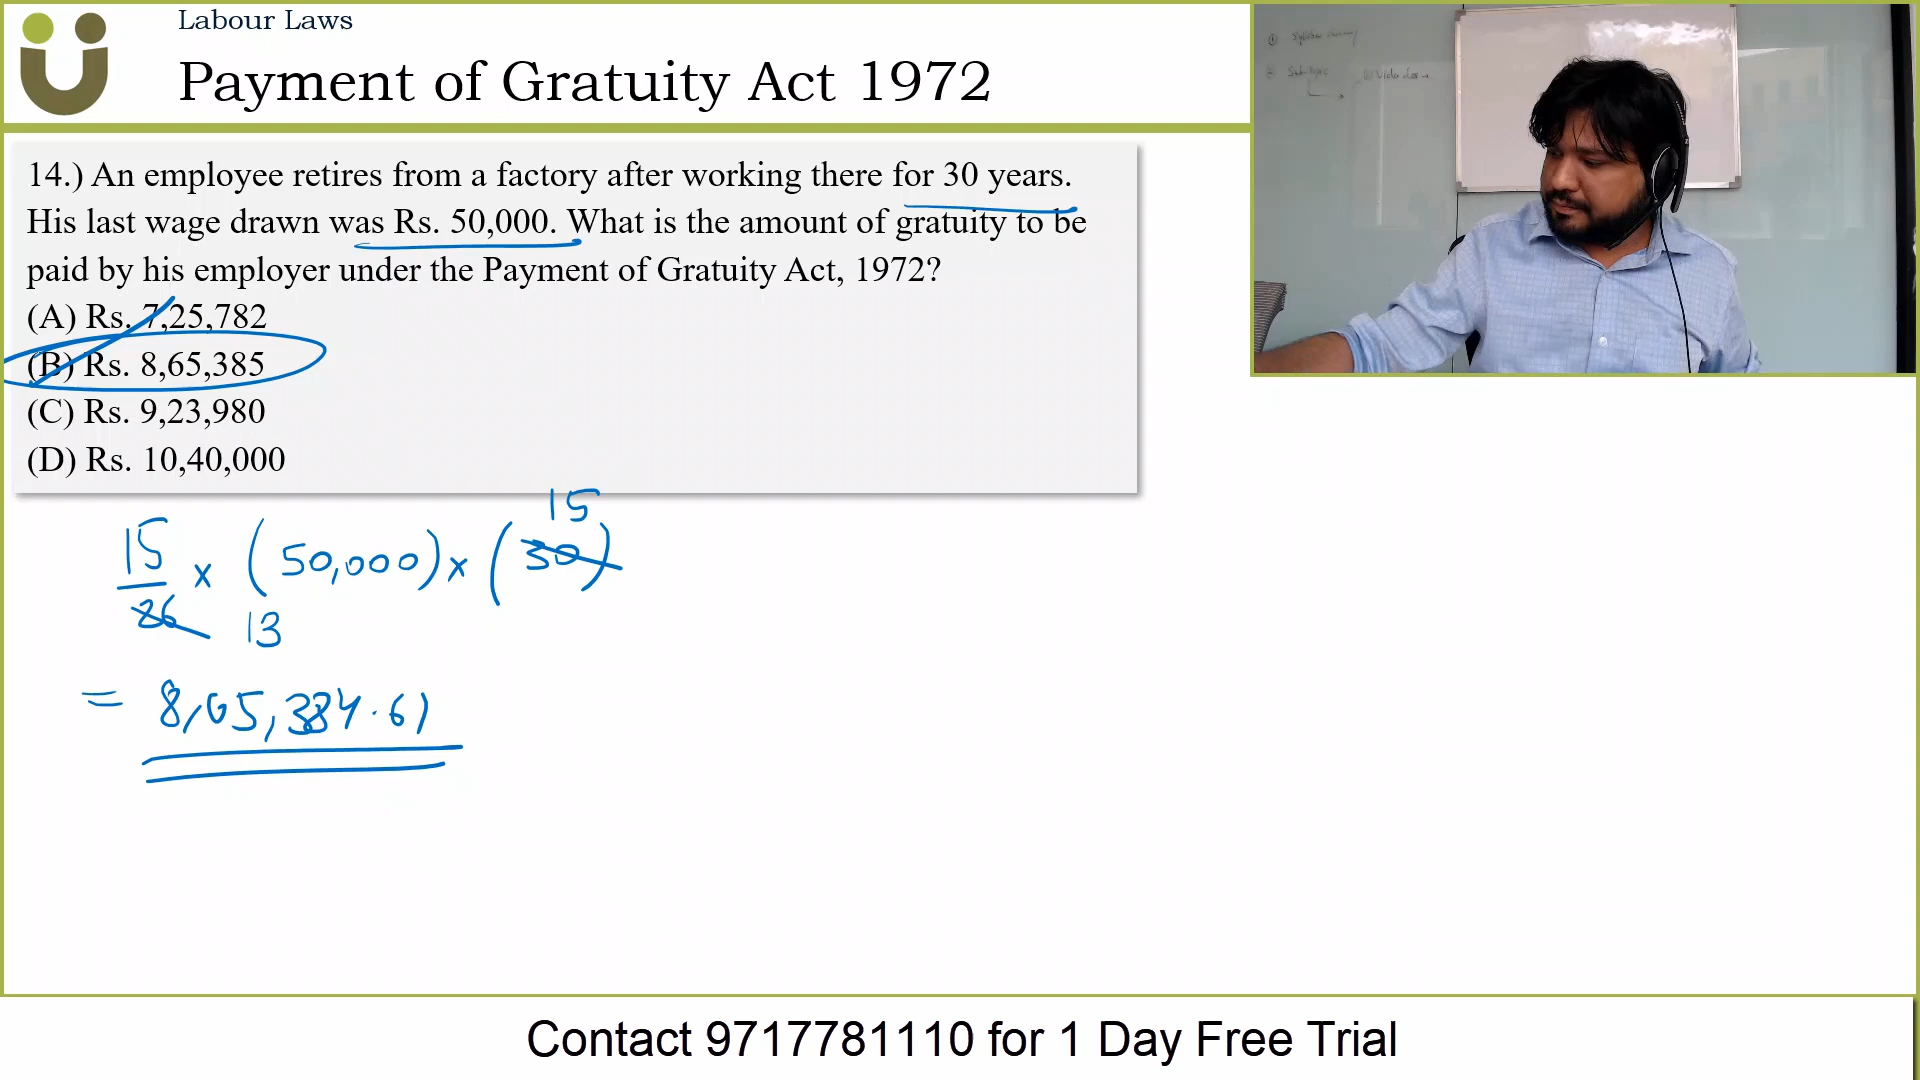 Labour Laws
Payment of Gratuity Act 1972
14.) An employee retires from a factory after working there for 30 years.
His last wage drawn was Rs. 50,000. What is the amount of gratuity to be
paid by his employer under the Payment of Gratuity Act, 1972?
(A) Rs. 7,25,782
(B) Rs. 8,65,385
(C) Rs. 9,23,980
(D) Rs. 10,40,000
15
15 × (50,000) × (30)
26 13
= 8,65,384.61
Contact 9717781110 for 1 Day Free Trial